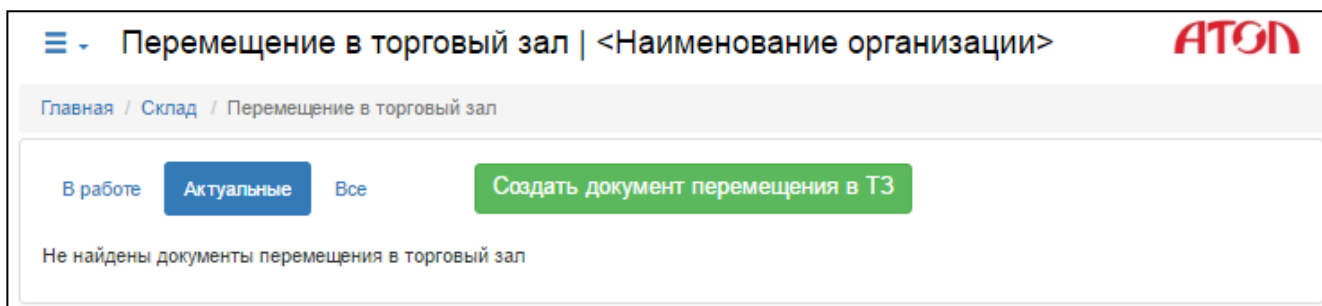 Перемещение в торговый зал | <Наименование организации>
АТОЛ
Главная / Склад / Перемещение в торговый зал
В работе Актуальные Все Создать документ перемещения в ТЗ
Не найдены документы перемещения в торговый зал